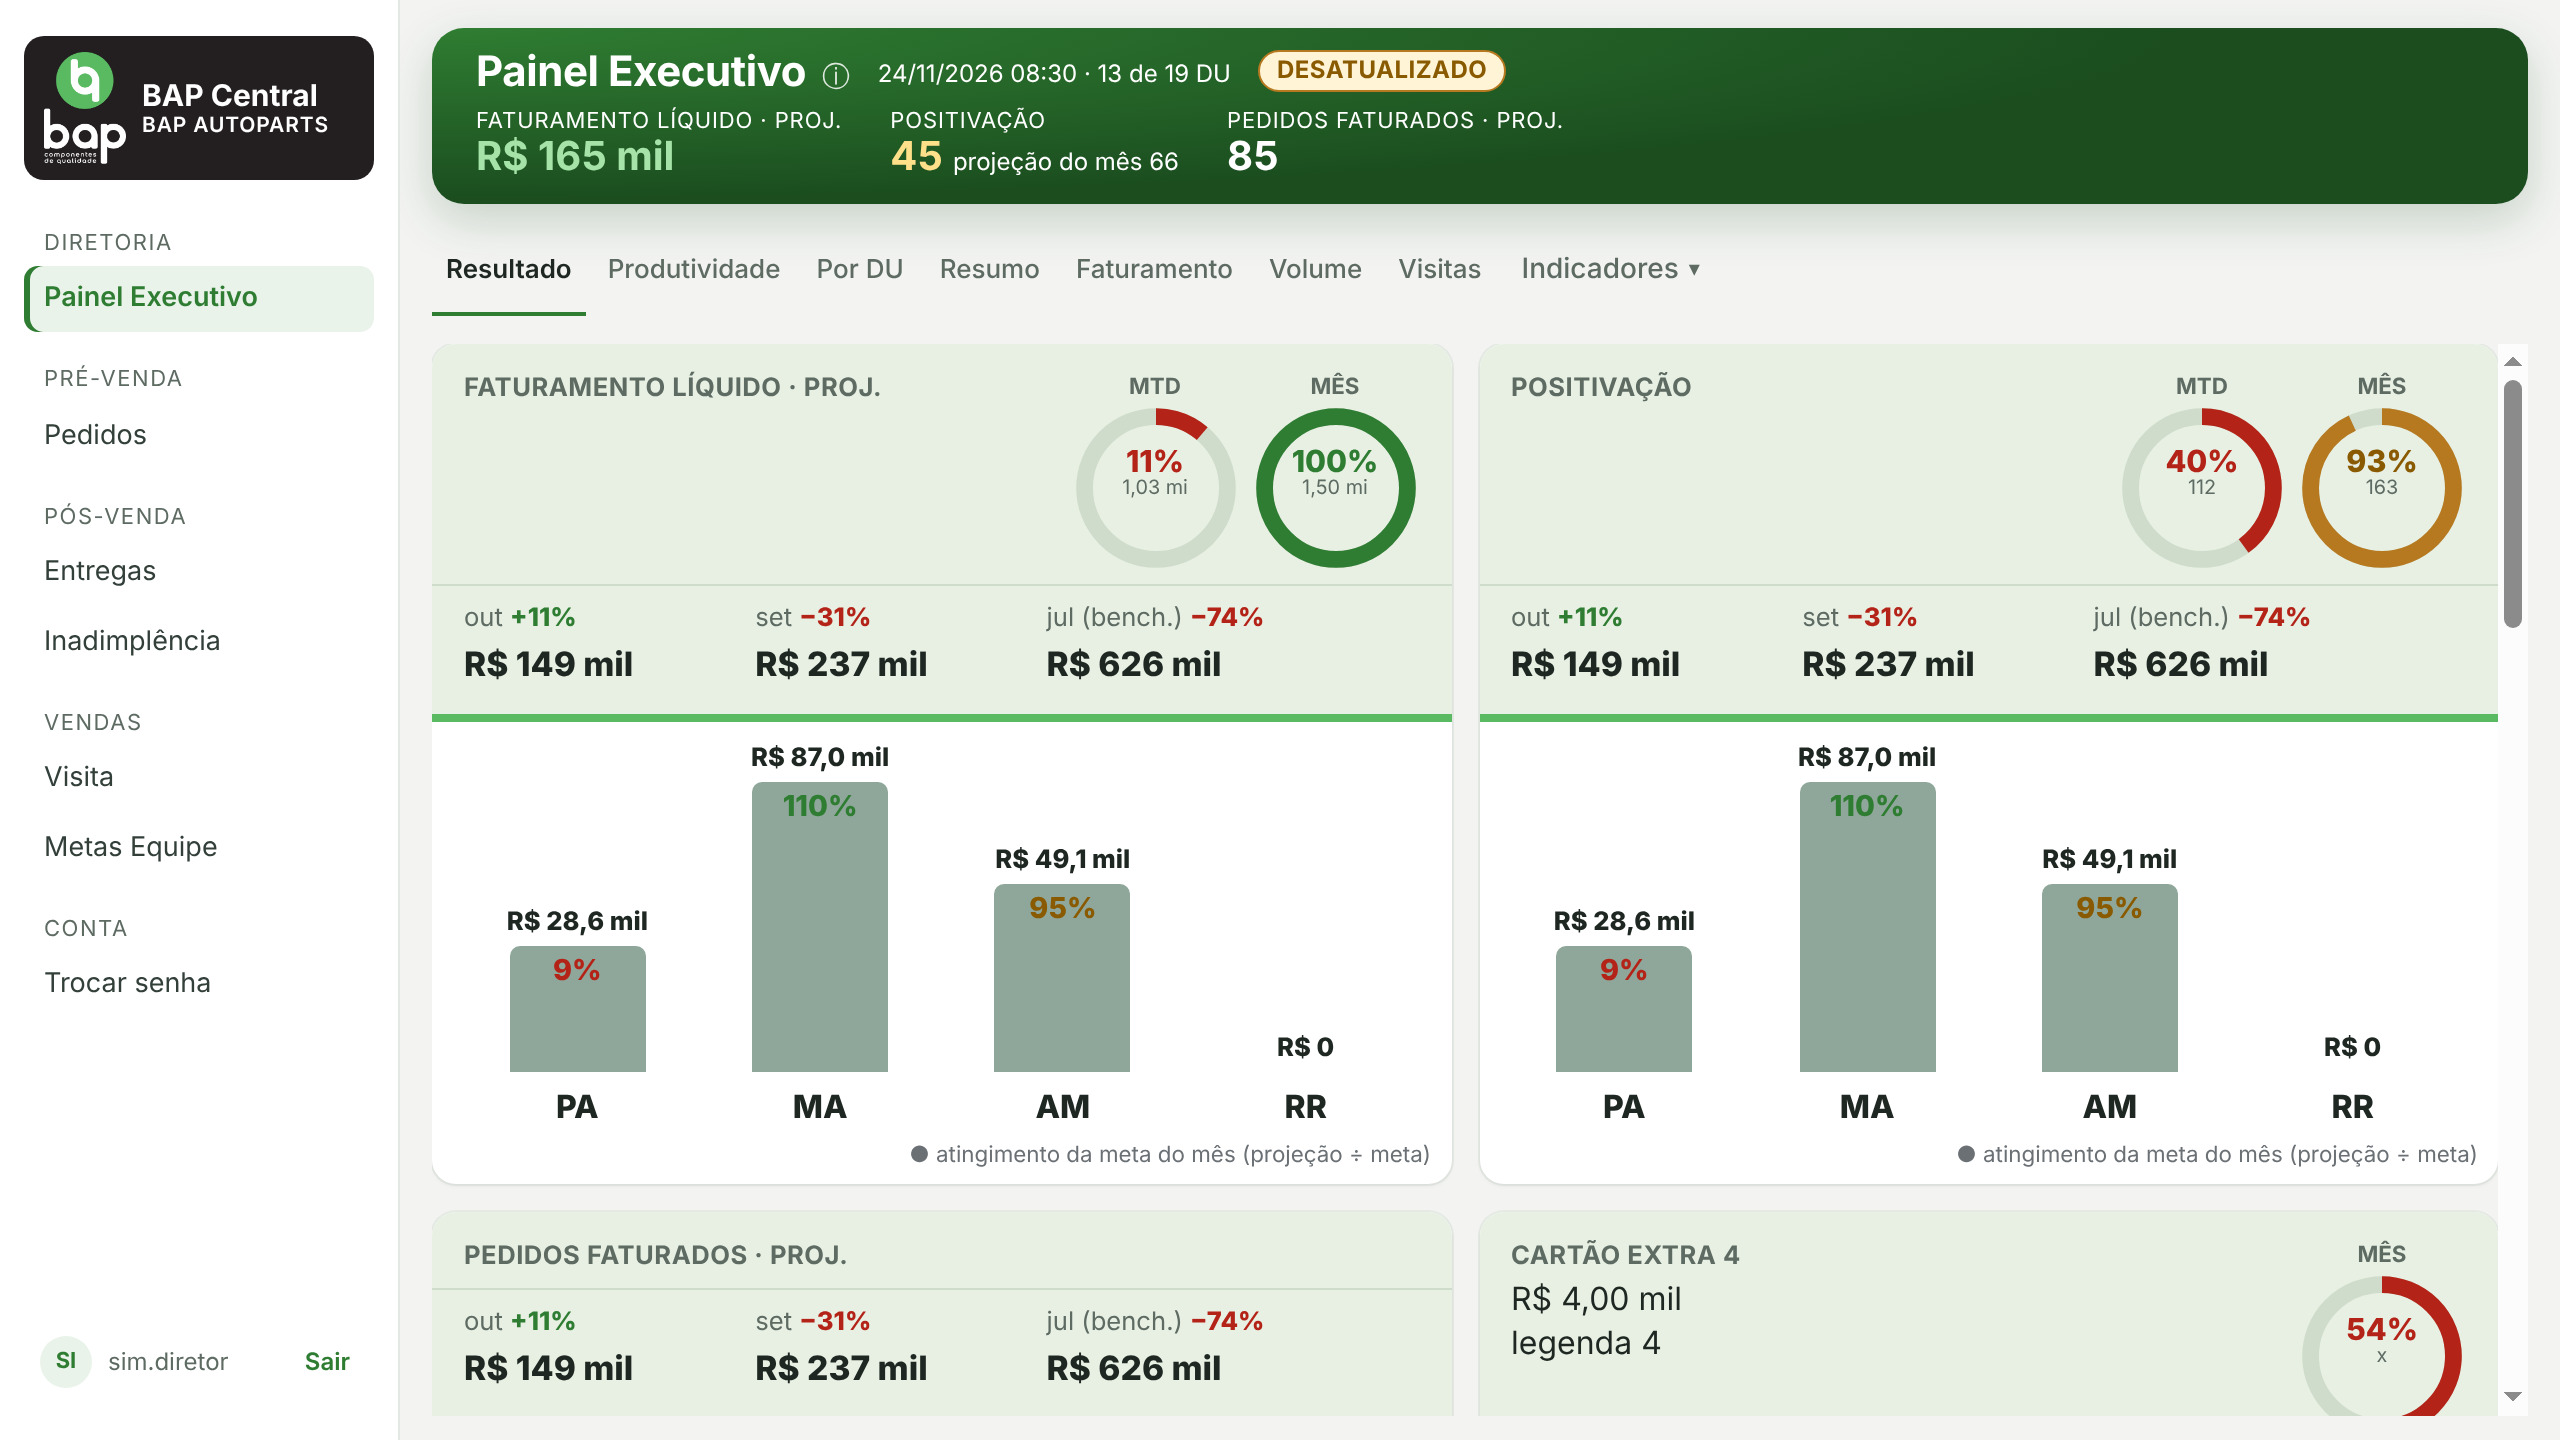 bap
componentes
de qualidade
BAP Central
BAP AUTOPARTS
DIRETORIA
Painel Executivo
PRÉ-VENDA
Pedidos
PÓS-VENDA
Entregas
Inadimplência
VENDAS
Visita
Metas Equipe
CONTA
Trocar senha
SI sim.diretor Sair
Painel Executivo ⓘ 24/11/2026 08:30 · 13 de 19 DU DESATUALIZADO
FATURAMENTO LÍQUIDO · PROJ. POSITIVAÇÃO PEDIDOS FATURADOS · PROJ.
R$ 165 mil 45 projeção do mês 66 85
Resultado Produtividade Por DU Resumo Faturamento Volume Visitas Indicadores ▾
FATURAMENTO LÍQUIDO · PROJ. MTD MÊS
11% 100%
1,03 mi 1,50 mi
out +11% set −31% jul (bench.) −74%
R$ 149 mil R$ 237 mil R$ 626 mil
R$ 87,0 mil
110%
R$ 49,1 mil
95%
R$ 28,6 mil
9%
R$ 0
PA MA AM RR
● atingimento da meta do mês (projeção ÷ meta)
POSITIVAÇÃO MTD MÊS
40% 93%
112 163
out +11% set −31% jul (bench.) −74%
R$ 149 mil R$ 237 mil R$ 626 mil
R$ 87,0 mil
110%
R$ 49,1 mil
95%
R$ 28,6 mil
9%
R$ 0
PA MA AM RR
● atingimento da meta do mês (projeção ÷ meta)
PEDIDOS FATURADOS · PROJ.
out +11% set −31% jul (bench.) −74%
R$ 149 mil R$ 237 mil R$ 626 mil
CARTÃO EXTRA 4 MÊS
R$ 4,00 mil
legenda 4
54%
x